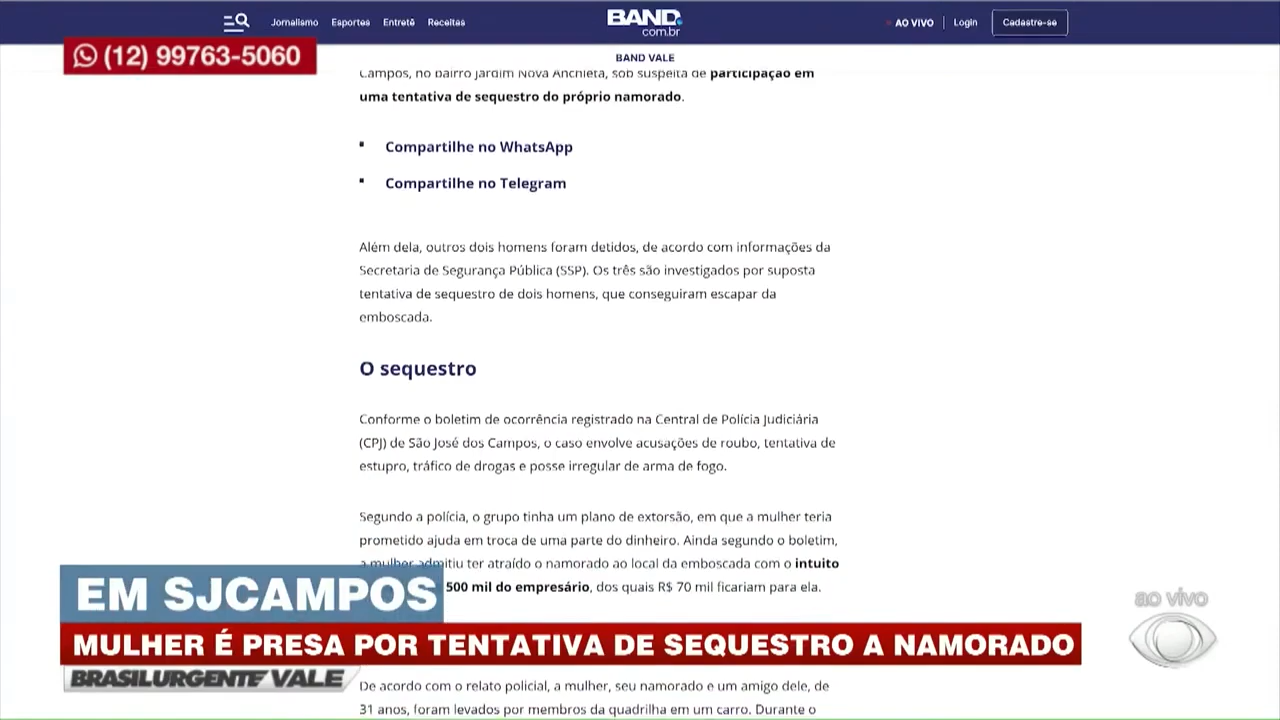 Jornalismo Esportes Entretê Receitas
BAND
com.br
AO VIVO
Login
Cadastre-se
(12) 99763-5060
BAND VALE
Campos, no bairro Jardim Nova Anchieta, sob suspeita de participação em
uma tentativa de sequestro do próprio namorado.
Compartilhe no WhatsApp
Compartilhe no Telegram
Além dela, outros dois homens foram detidos, de acordo com informações da
Secretaria de Segurança Pública (SSP). Os três são investigados por suposta
tentativa de sequestro de dois homens, que conseguiram escapar da
emboscada.
O sequestro
Conforme o boletim de ocorrência registrado na Central de Polícia Judiciária
(CPJ) de São José dos Campos, o caso envolve acusações de roubo, tentativa de
estupro, tráfico de drogas e posse irregular de arma de fogo.
Segundo a polícia, o grupo tinha um plano de extorsão, em que a mulher teria
prometido ajuda em troca de uma parte do dinheiro. Ainda segundo o boletim,
a mulher admitiu ter atraído o namorado ao local da emboscada com o intuito
500 mil do empresário, dos quais R$ 70 mil ficariam para ela.
EM SJCAMPOS
ao vivo
MULHER É PRESA POR TENTATIVA DE SEQUESTRO A NAMORADO
BRASIL URGENTE VALE
De acordo com o relato policial, a mulher, seu namorado e um amigo dele, de
31 anos, foram levados por membros da quadrilha em um carro. Durante o